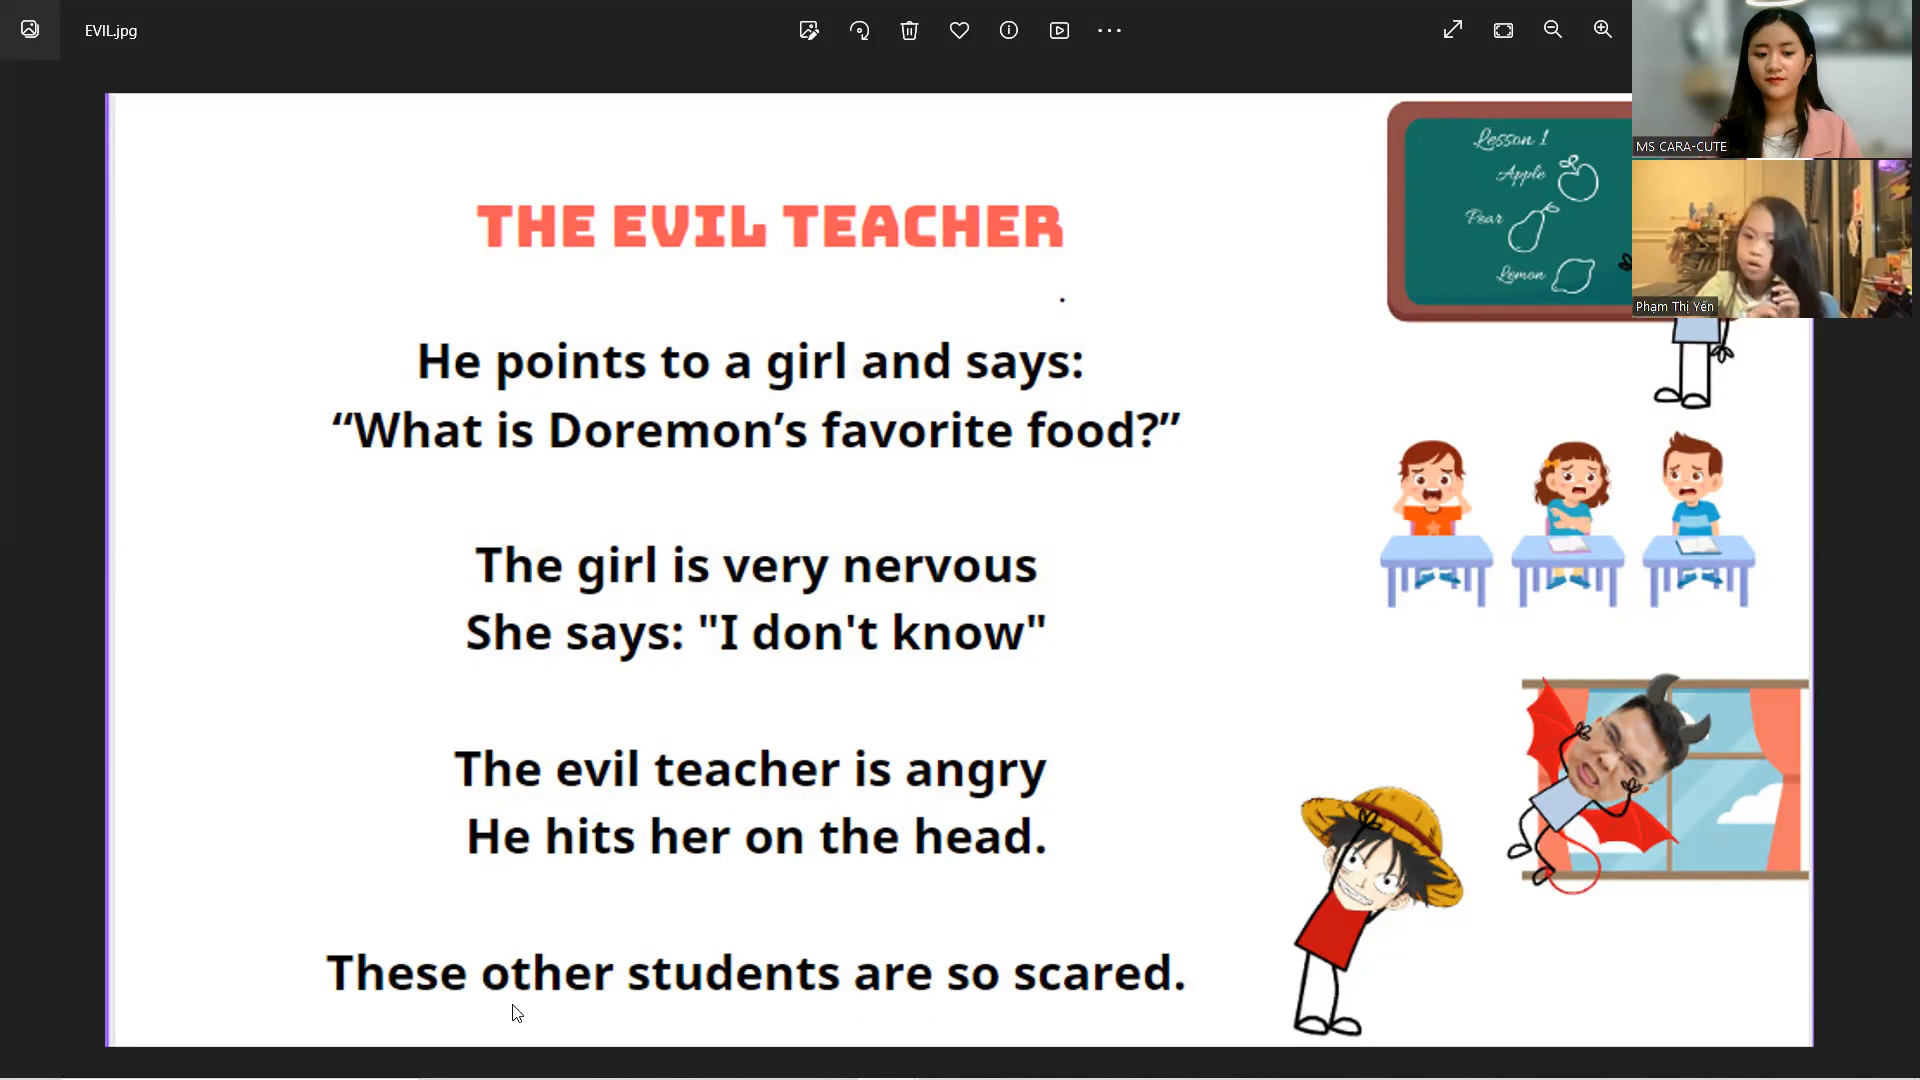 EVIL.jpg
Lesson 1
Apple
Pear
Lemon
MS CARA-CUTE
Phạm Thị Yến
THE EVIL TEACHER
.
He points to a girl and says:
“What is Doremon’s favorite food?”
The girl is very nervous
She says: "I don't know"
The evil teacher is angry
He hits her on the head.
These other students are so scared.